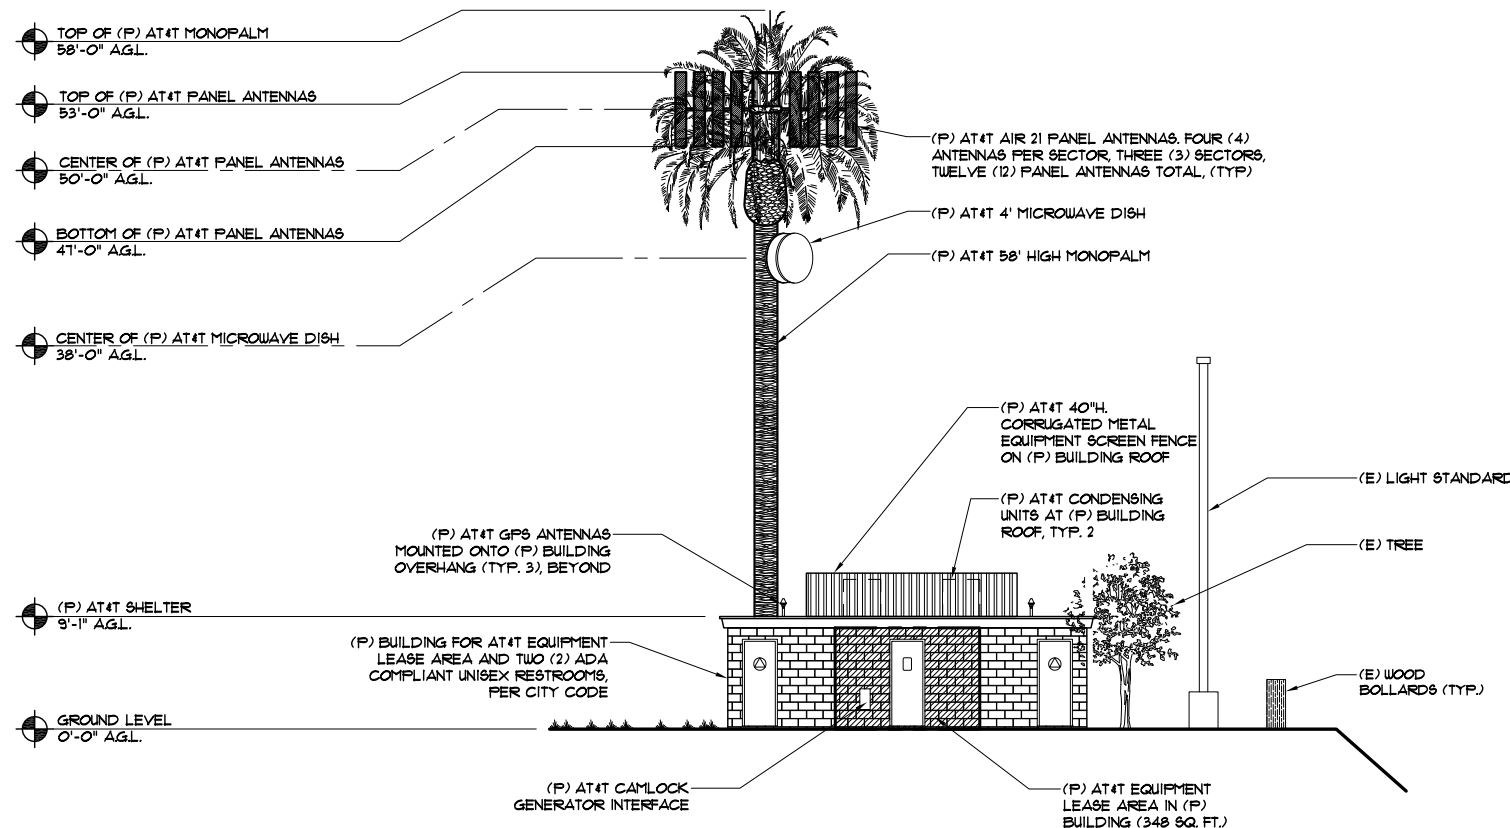 TOP OF (P) AT&T MONOPALM
58'-0" A.G.L.
TOP OF (P) AT&T PANEL ANTENNAS
53'-0" A.G.L.
CENTER OF (P) AT&T PANEL ANTENNAS
50'-0" A.G.L.
BOTTOM OF (P) AT&T PANEL ANTENNAS
47'-0" A.G.L.
CENTER OF (P) AT&T MICROWAVE DISH
38'-0" A.G.L.
(P) AT&T SHELTER
9'-1" A.G.L.
GROUND LEVEL
0'-0" A.G.L.
(P) AT&T AIR 21 PANEL ANTENNAS. FOUR (4)
ANTENNAS PER SECTOR, THREE (3) SECTORS,
TWELVE (12) PANEL ANTENNAS TOTAL, (TYP)
(P) AT&T 4' MICROWAVE DISH
(P) AT&T 58' HIGH MONOPALM
(P) AT&T 40"H.
CORRUGATED METAL
EQUIPMENT SCREEN FENCE
ON (P) BUILDING ROOF
(P) AT&T CONDENSING
UNITS AT (P) BUILDING
ROOF, TYP. 2
(E) LIGHT STANDARD
(E) TREE
(E) WOOD
BOLLARDS (TYP.)
(P) AT&T GPS ANTENNAS
MOUNTED ONTO (P) BUILDING
OVERHANG (TYP. 3), BEYOND
(P) BUILDING FOR AT&T EQUIPMENT
LEASE AREA AND TWO (2) ADA
COMPLIANT UNISEX RESTROOMS,
PER CITY CODE
(P) AT&T CAMLOCK
GENERATOR INTERFACE
(P) AT&T EQUIPMENT
LEASE AREA IN (P)
BUILDING (348 SQ. FT.)